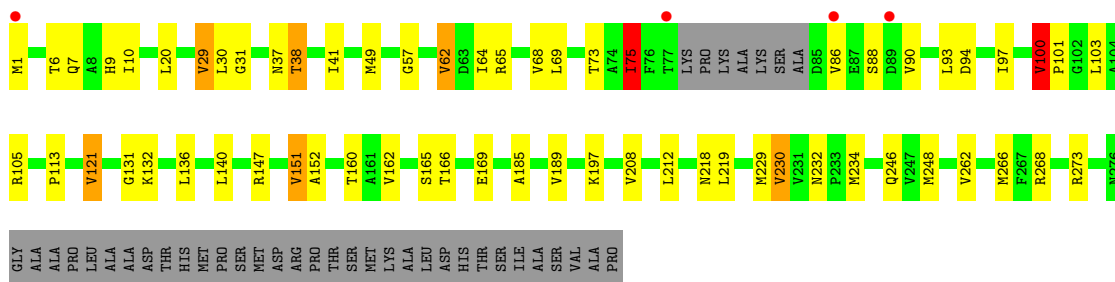 M1 T6 Q7 A8 H9 I10 L20 V29 L30 G31 N37 T38 I41 M49 G57 V62 D63 I64 R65 V68 L69 T73 A74 I75 F76 T77 LYS PRO LYS ALA LYS SER ALA D85 V86 E87 S88 D89 V90 L93 D94 I97 V100 P101 G102 L103 A104
R105 P113 V121 G131 K132 L136 L140 R147 V151 A152 T160 A161 V162 S165 T166 E169 A185 V189 K197 V208 L212 N218 L219 M229 V230 V231 N232 P233 M234 Q246 V247 M248 V262 M266 F267 R268 R273 N276
GLY ALA ALA PRO LEU ALA ALA ASP THR HIS MET PRO SER MET ASP ARG PRO THR SER MET LYS ALA LEU ASP HIS THR SER ILE ALA SER VAL ALA PRO